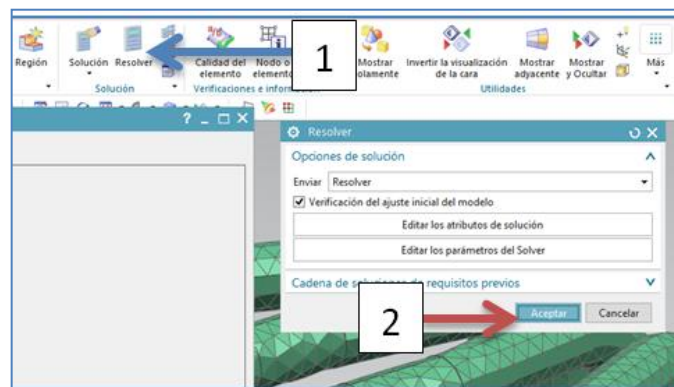 Región
Solución Resolver
Calidad del elemento
Nodo o elemento
1
Mostrar
Invertir la visualización de la cara
Mostrar adyacente
Mostrar y Ocultar
Más
Solución
Verificaciones e
Utilidades
? _ □ X
Resolver
Opciones de solución
Enviar Resolver
Verificación del ajuste inicial del modelo
Editar los atributos de solución
Editar los parámetros del Solver
Cadena de soluciones de requisitos previos
2
Aceptar Cancelar